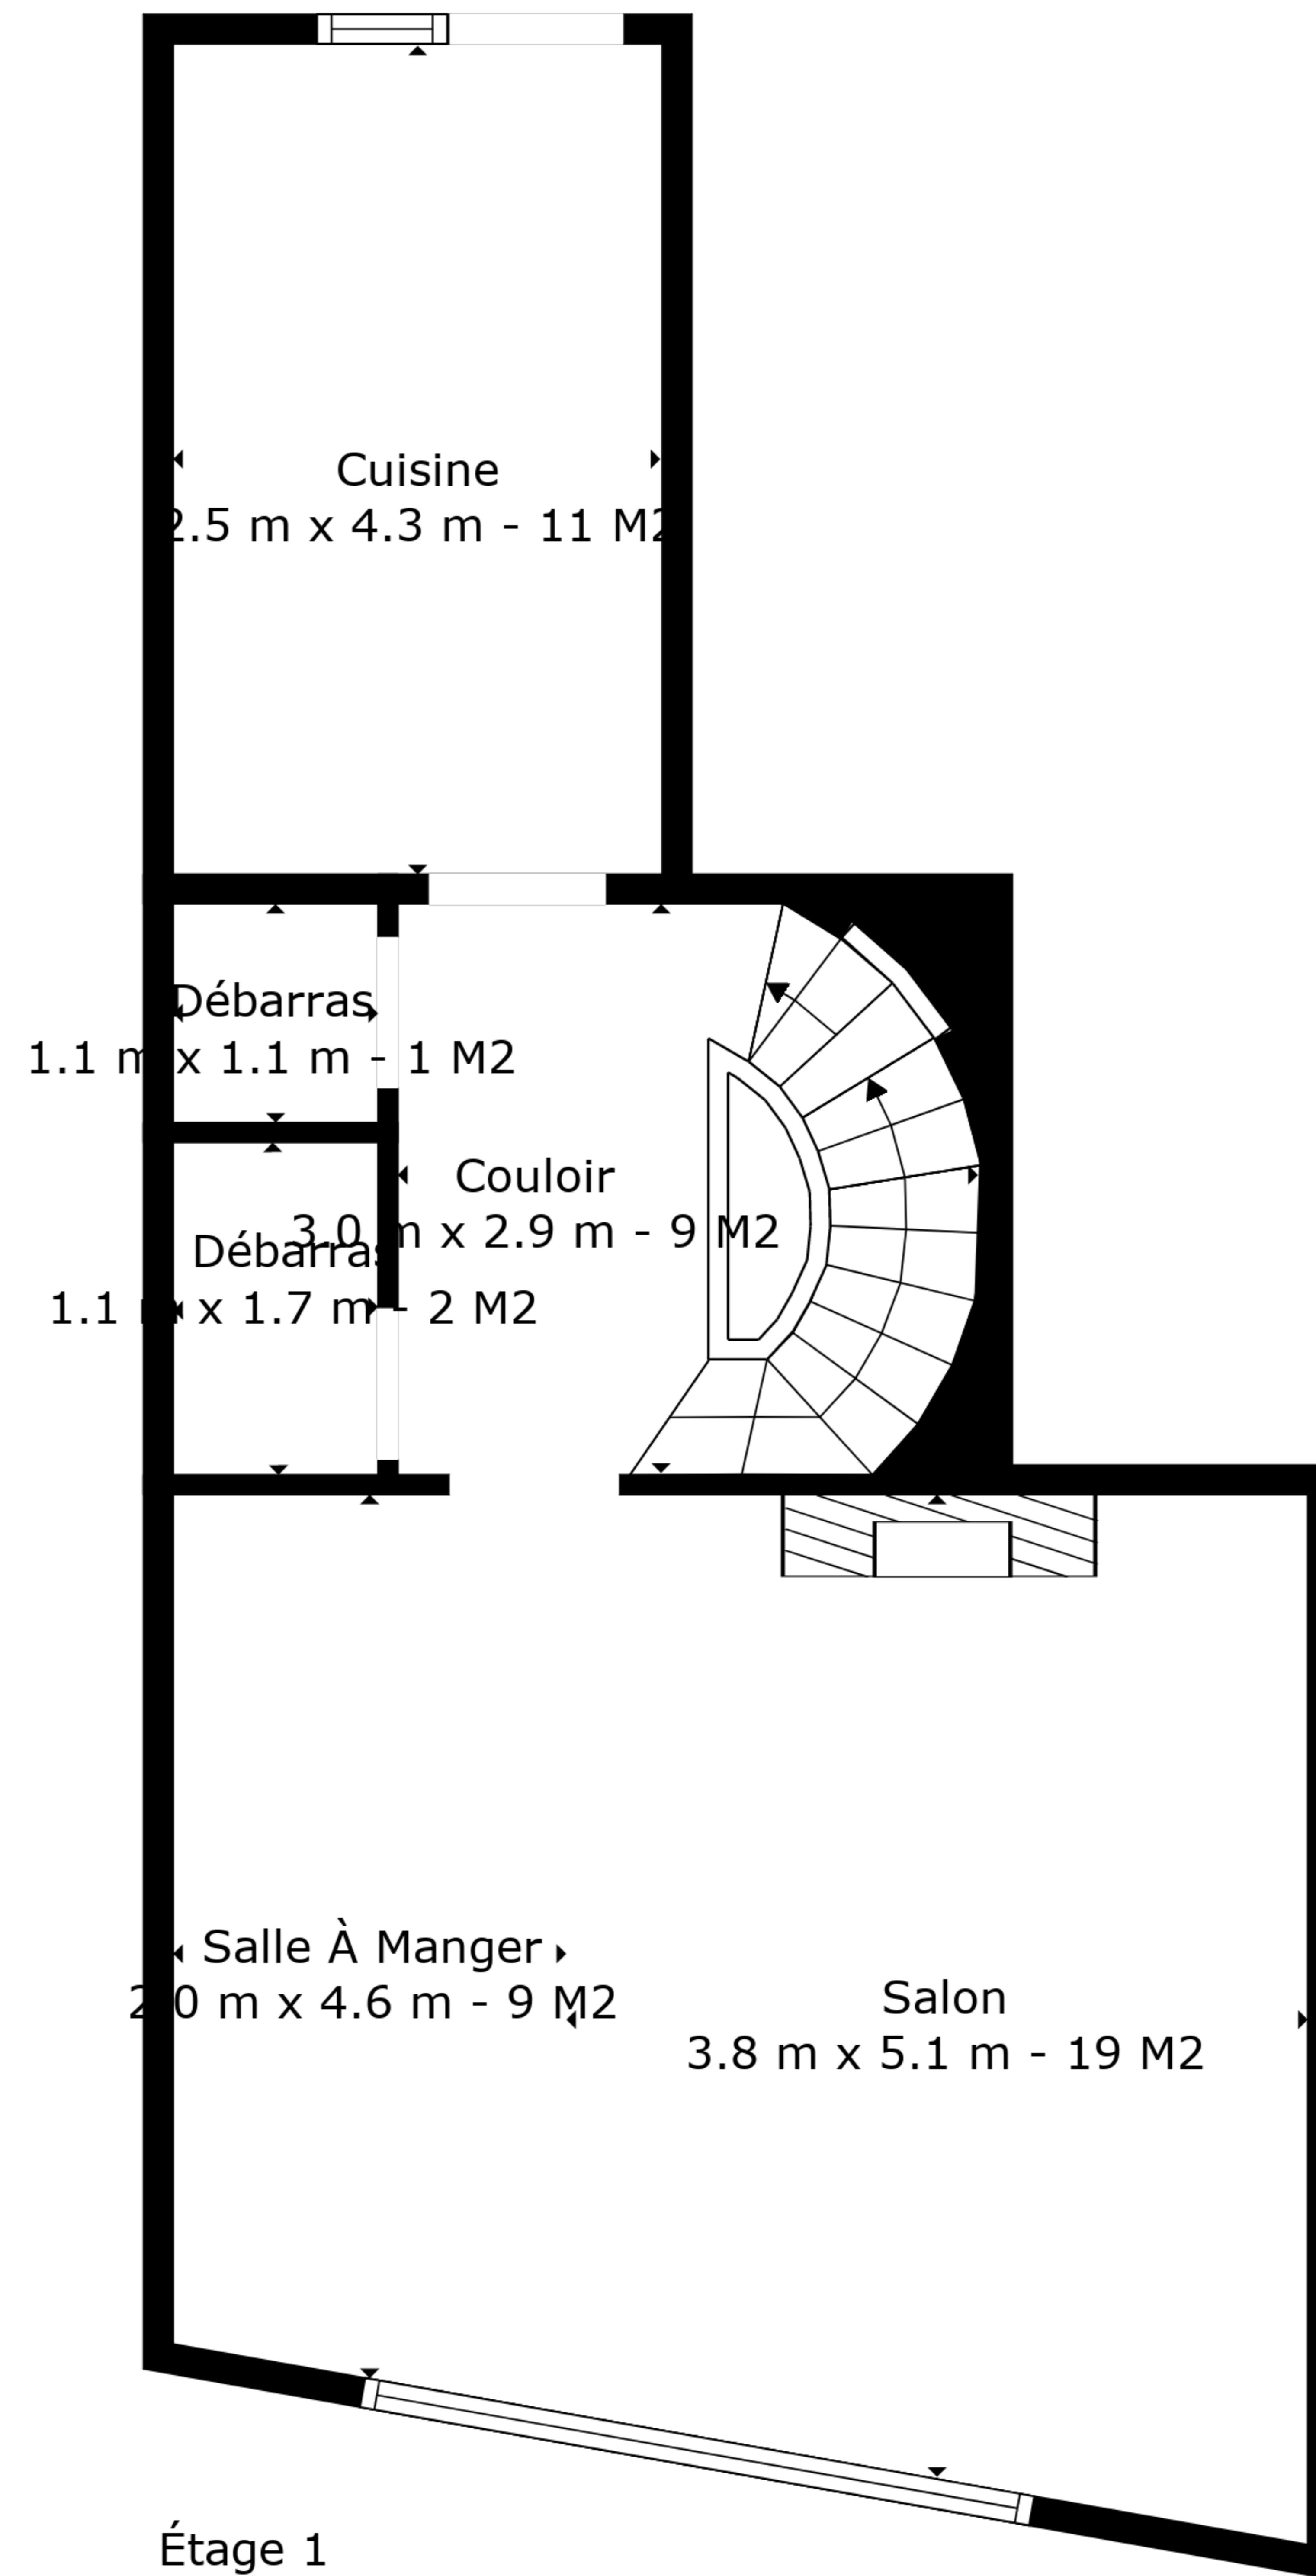 Cuisine
2.5 m x 4.3 m - 11 M2
Débarras
1.1 m x 1.1 m - 1 M2
Couloir
3.0 m x 2.9 m - 9 M2
Débarras
1.1 m x 1.7 m - 2 M2
Salle À Manger
2.0 m x 4.6 m - 9 M2
Salon
3.8 m x 5.1 m - 19 M2
Étage 1